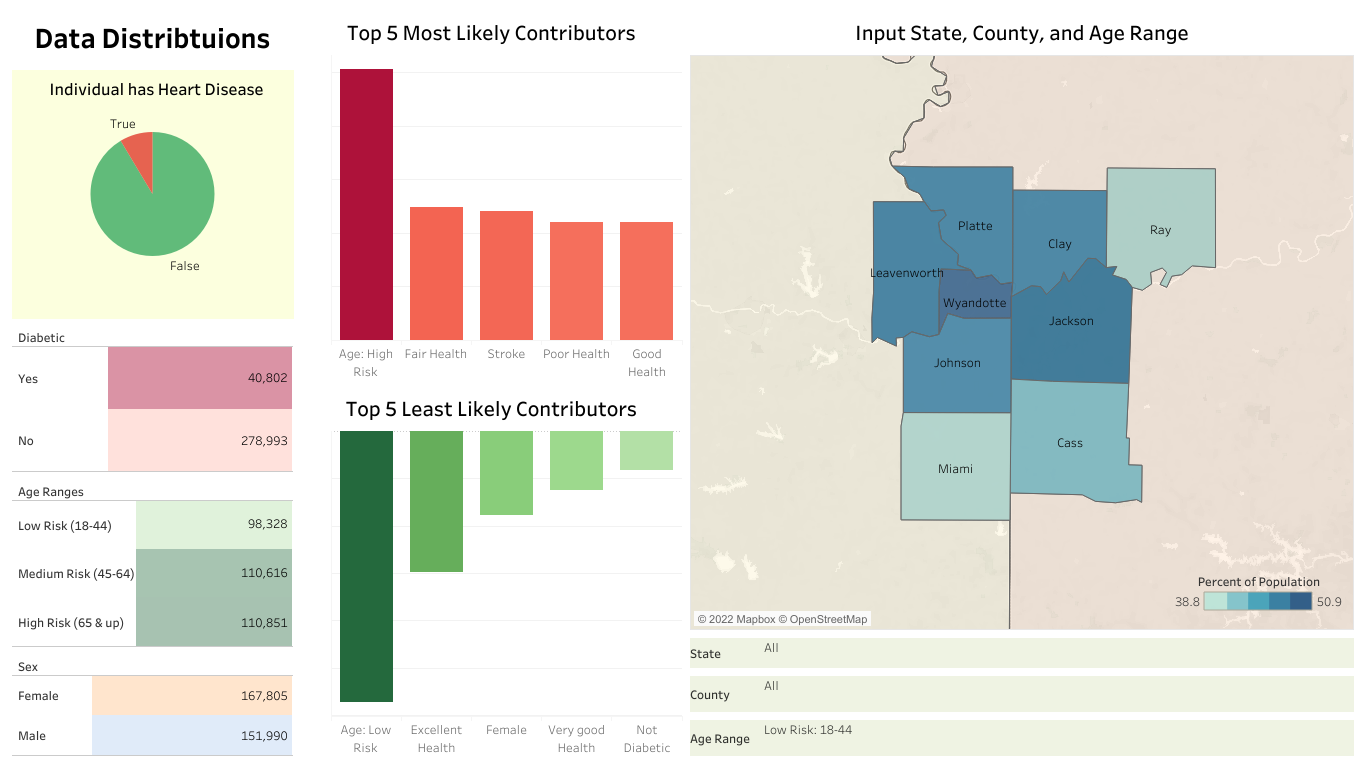 Data Distribtuions
Individual has Heart Disease
True
False
Diabetic
Yes 40,802
No 278,993
Age Ranges
Low Risk (18-44) 98,328
Medium Risk (45-64) 110,616
High Risk (65 & up) 110,851
Sex
Female 167,805
Male 151,990
Top 5 Most Likely Contributors
Age: High Risk
Fair Health
Stroke
Poor Health
Good Health
Top 5 Least Likely Contributors
Age: Low Risk
Excellent Health
Female
Very good Health
Not Diabetic
Input State, County, and Age Range
Platte
Clay
Ray
Leavenworth
Wyandotte
Jackson
Johnson
Cass
Miami
Percent of Population
38.8 50.9
© 2022 Mapbox © OpenStreetMap
State All
County All
Age Range Low Risk: 18-44